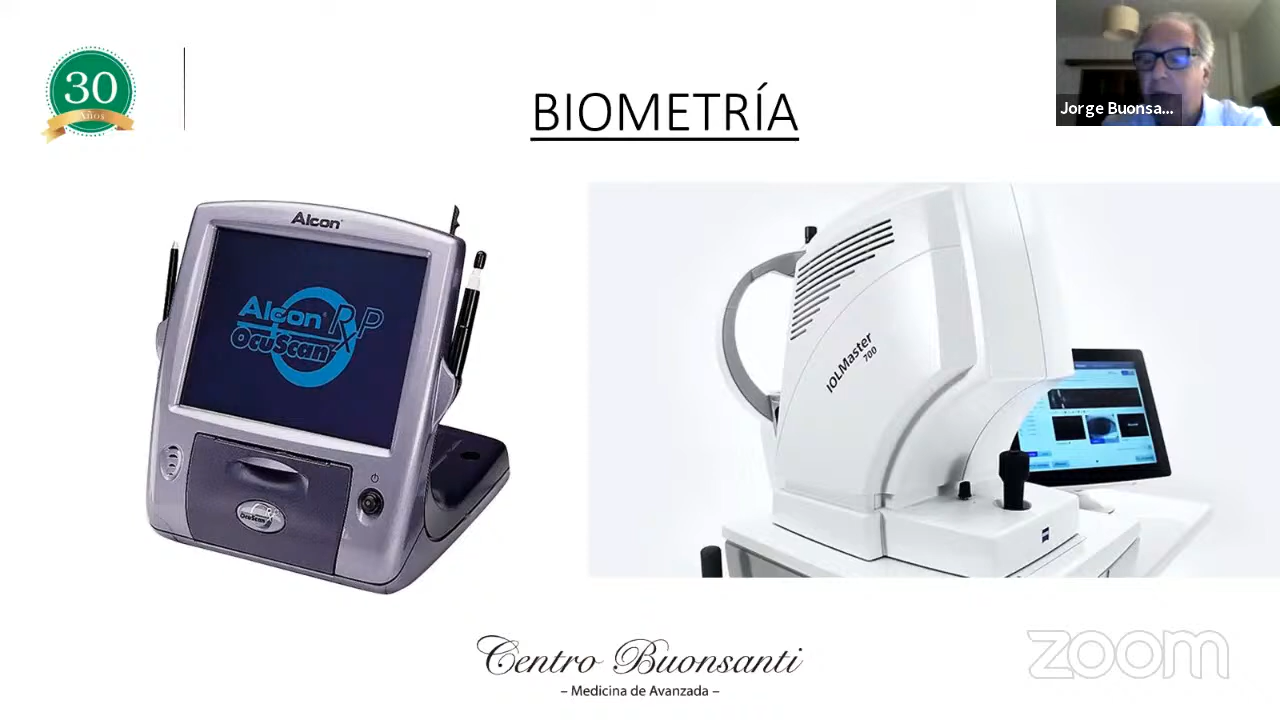 30
Años
BIOMETRÍA
Jorge Buonsa...
Alcon
Alcon RxP
OcuScan
OcuScan
IOLMaster
700
Centro Buonsanti
– Medicina de Avanzada –
zoom